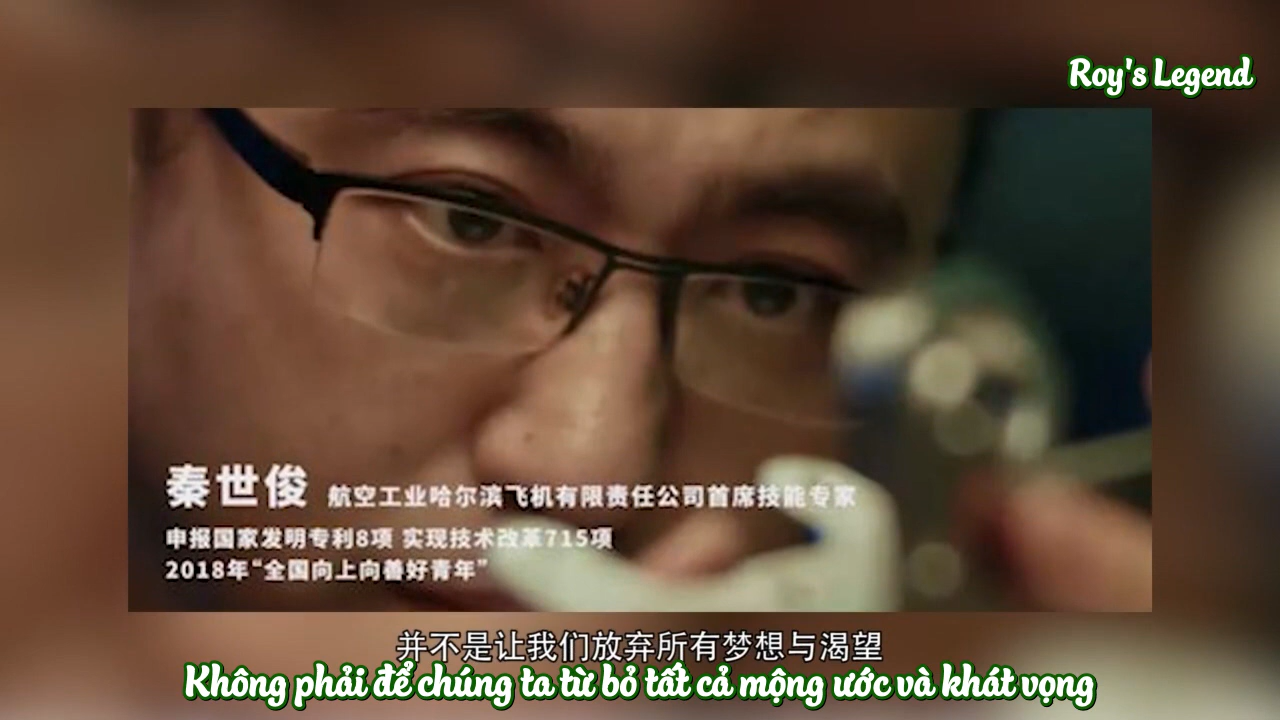 Roy's Legend
秦世俊 航空工业哈尔滨飞机有限责任公司首席技能专家
申报国家发明专利8项 实现技术改革715项
2018年“全国向上向善好青年”
并不是让我们放弃所有梦想与渴望
Không phải để chúng ta từ bỏ tất cả mộng ước và khát vọng